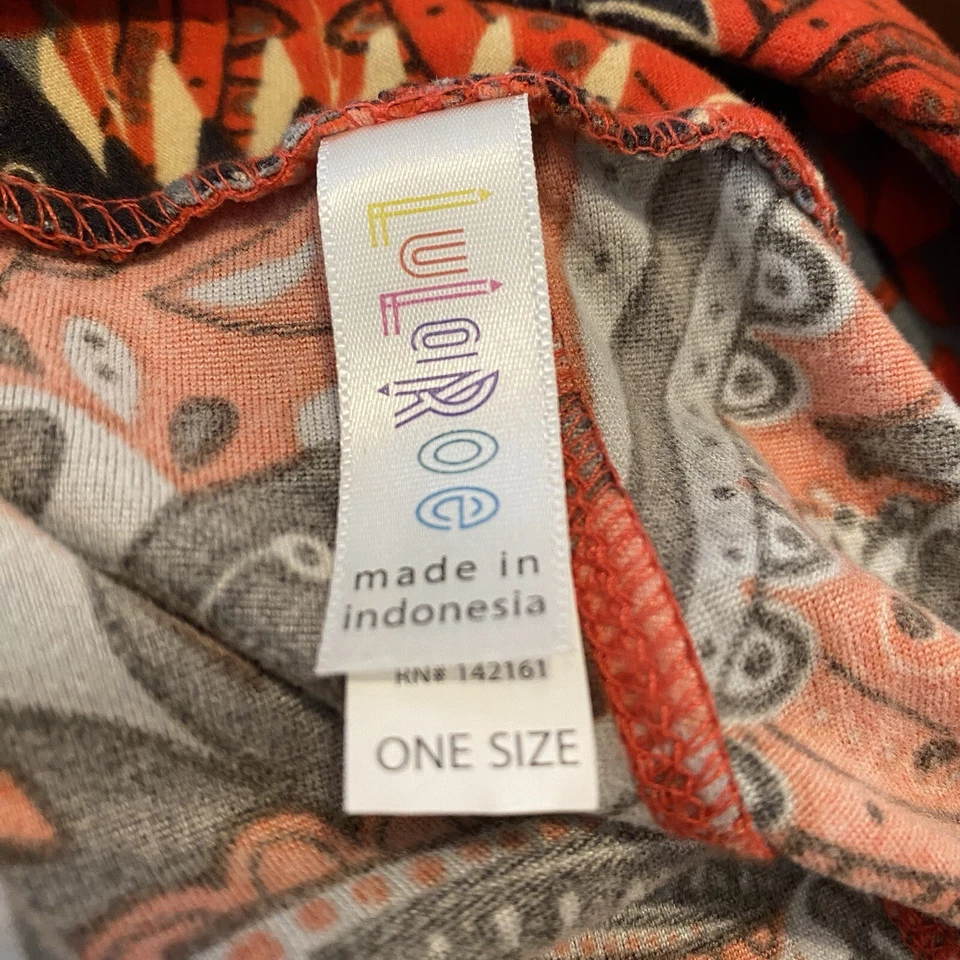 LuLaRoe
made in
indonesia
RN# 142161
ONE SIZE